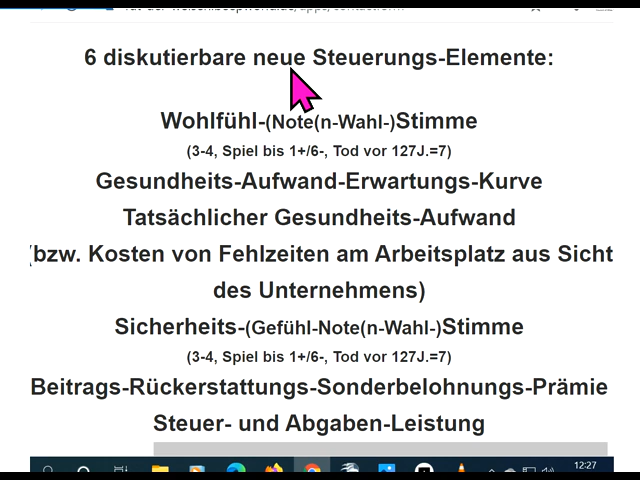 6 diskutierbare neue Steuerungs-Elemente:
Wohlfühl-(Note(n-Wahl-)Stimme
(3-4, Spiel bis 1+/6-, Tod vor 127J.=7)
Gesundheits-Aufwand-Erwartungs-Kurve
Tatsächlicher Gesundheits-Aufwand
(bzw. Kosten von Fehlzeiten am Arbeitsplatz aus Sicht
des Unternehmens)
Sicherheits-(Gefühl-Note(n-Wahl-)Stimme
(3-4, Spiel bis 1+/6-, Tod vor 127J.=7)
Beitrags-Rückerstattungs-Sonderbelohnungs-Prämie
Steuer- und Abgaben-Leistung
12:27